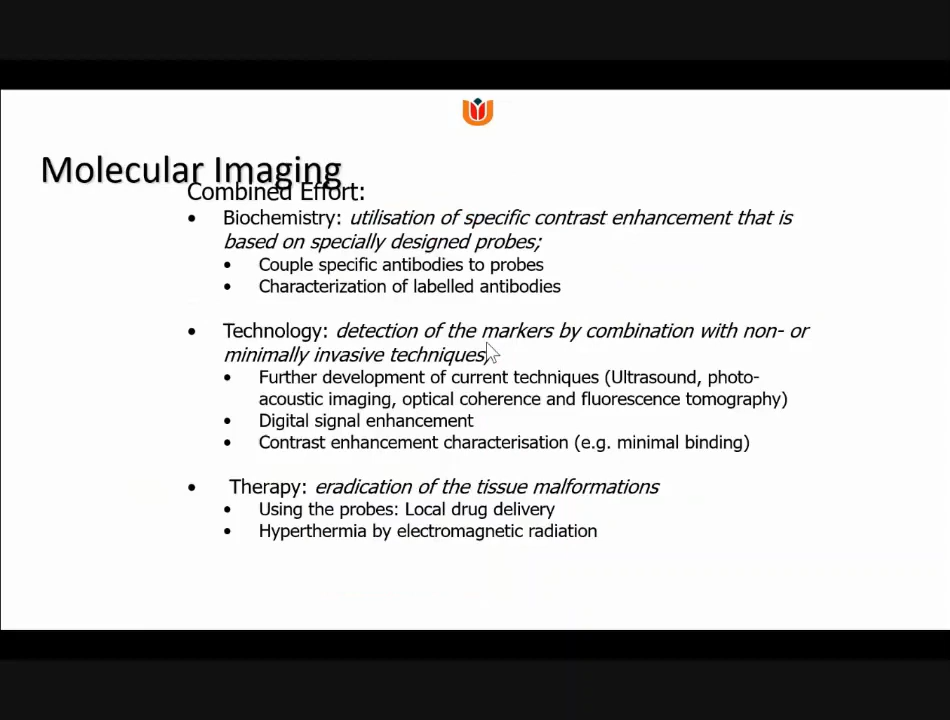 Molecular Imaging
Combined Effort:
• Biochemistry: utilisation of specific contrast enhancement that is
based on specially designed probes;
• Couple specific antibodies to probes
• Characterization of labelled antibodies
• Technology: detection of the markers by combination with non- or
minimally invasive techniques;
• Further development of current techniques (Ultrasound, photo-
acoustic imaging, optical coherence and fluorescence tomography)
• Digital signal enhancement
• Contrast enhancement characterisation (e.g. minimal binding)
• Therapy: eradication of the tissue malformations
• Using the probes: Local drug delivery
• Hyperthermia by electromagnetic radiation